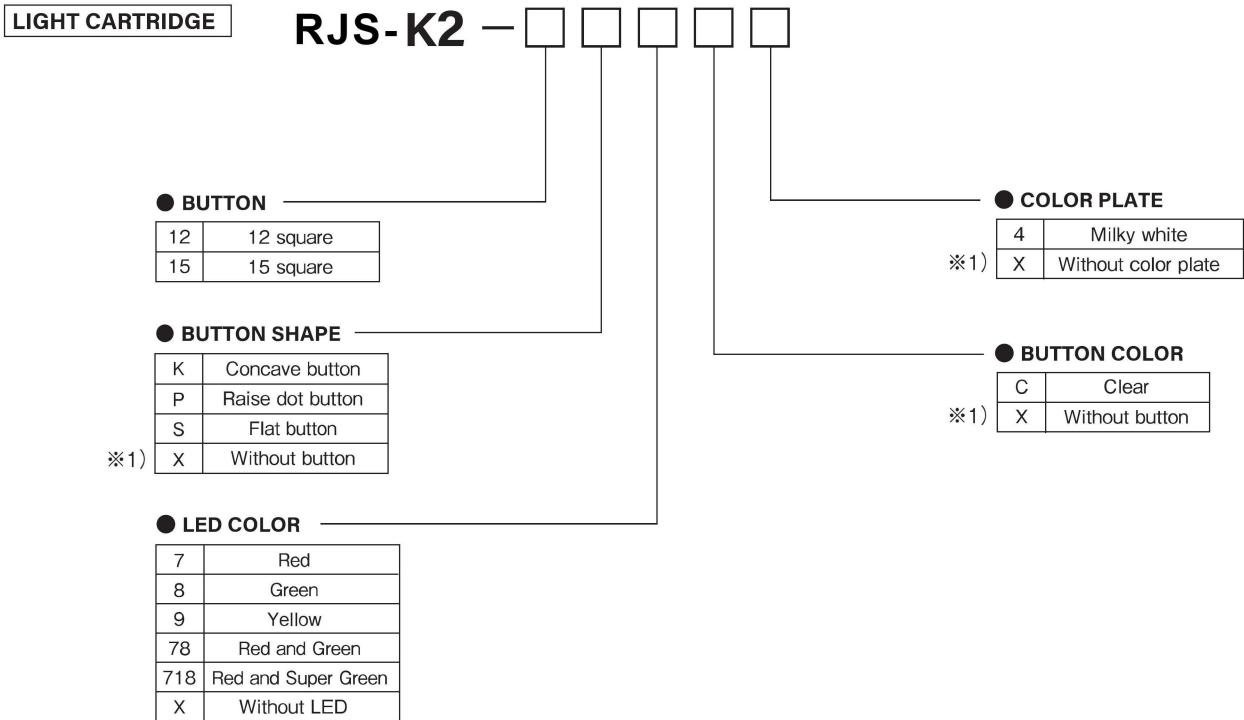 LIGHT CARTRIDGE
RJS-K2 – □ □ □ □ □
● BUTTON
12 12 square
15 15 square
● BUTTON SHAPE
K Concave button
P Raise dot button
S Flat button
※1) X Without button
● LED COLOR
7 Red
8 Green
9 Yellow
78 Red and Green
718 Red and Super Green
X Without LED
● COLOR PLATE
4 Milky white
※1) X Without color plate
● BUTTON COLOR
C Clear
※1) X Without button